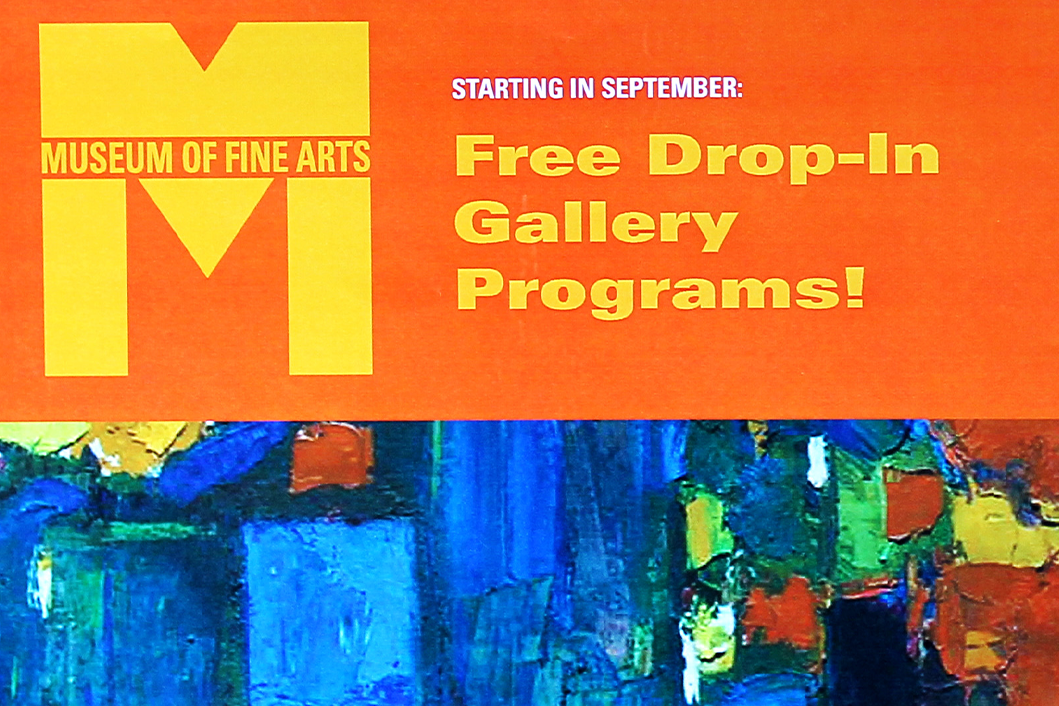 MUSEUM OF FINE ARTS
STARTING IN SEPTEMBER:
Free Drop-In
Gallery
Programs!